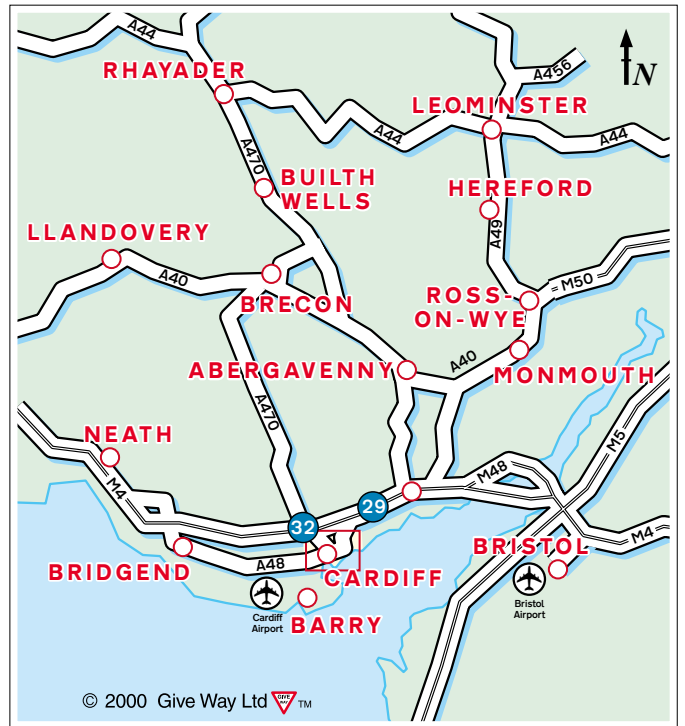 A44
A456
N
RHAYADER
LEOMINSTER
A44
A44
A470
BUILTH
WELLS
HEREFORD
A49
LLANDOVERY
A40
M50
BRECON
ROSS-
ON-WYE
ABERGAVENNY
A40
MONMOUTH
A470
NEATH
M4
M48
M5
29
32
M4
BRISTOL
BRIDGEND
A48
CARDIFF
Cardiff
Airport
BARRY
Bristol
Airport
© 2000 Give Way Ltd GIVE WAY TM